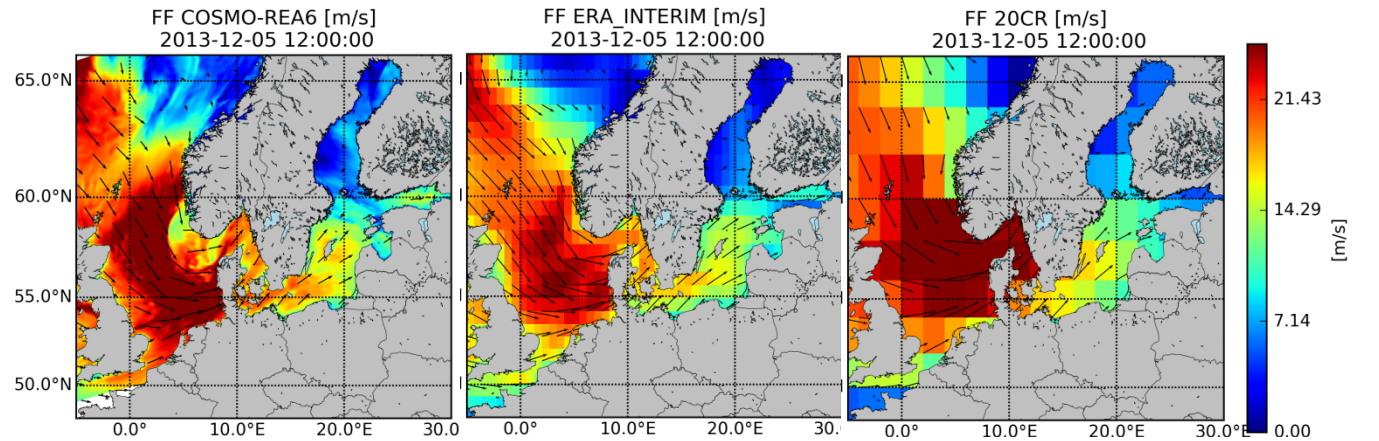 FF COSMO-REA6 [m/s]
2013-12-05 12:00:00
FF ERA_INTERIM [m/s]
2013-12-05 12:00:00
FF 20CR [m/s]
2013-12-05 12:00:00
65.0°N
60.0°N
55.0°N
50.0°N
0.0°
10.0°E
20.0°E
30.0
0.0°
10.0°E
20.0°E
30.
0.0°
10.0°E
20.0°E
30.0°E
21.43
14.29
7.14
0.00
[m/s]